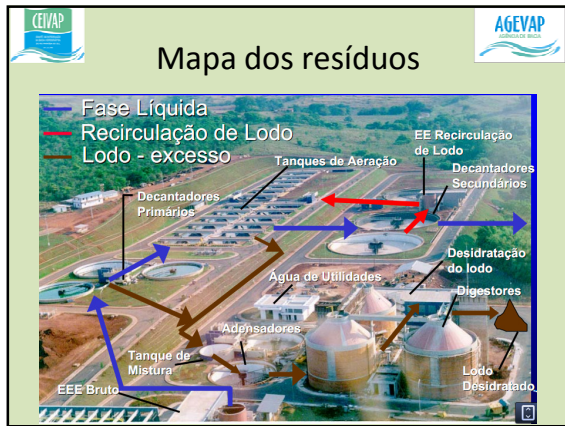 CEIVAP
AGEVAP
AGÊNCIA DE BACIA
Mapa dos resíduos
Fase Líquida
Recirculação de Lodo
Lodo - excesso
EE Recirculação
de Lodo
Tanques de Aeração
Decantadores
Secundários
Decantadores
Primários
Desidratação
do lodo
Água de Utilidades
Digestores
Adensadores
Tanque de
Mistura
Lodo
Desidratado
EEE Bruto